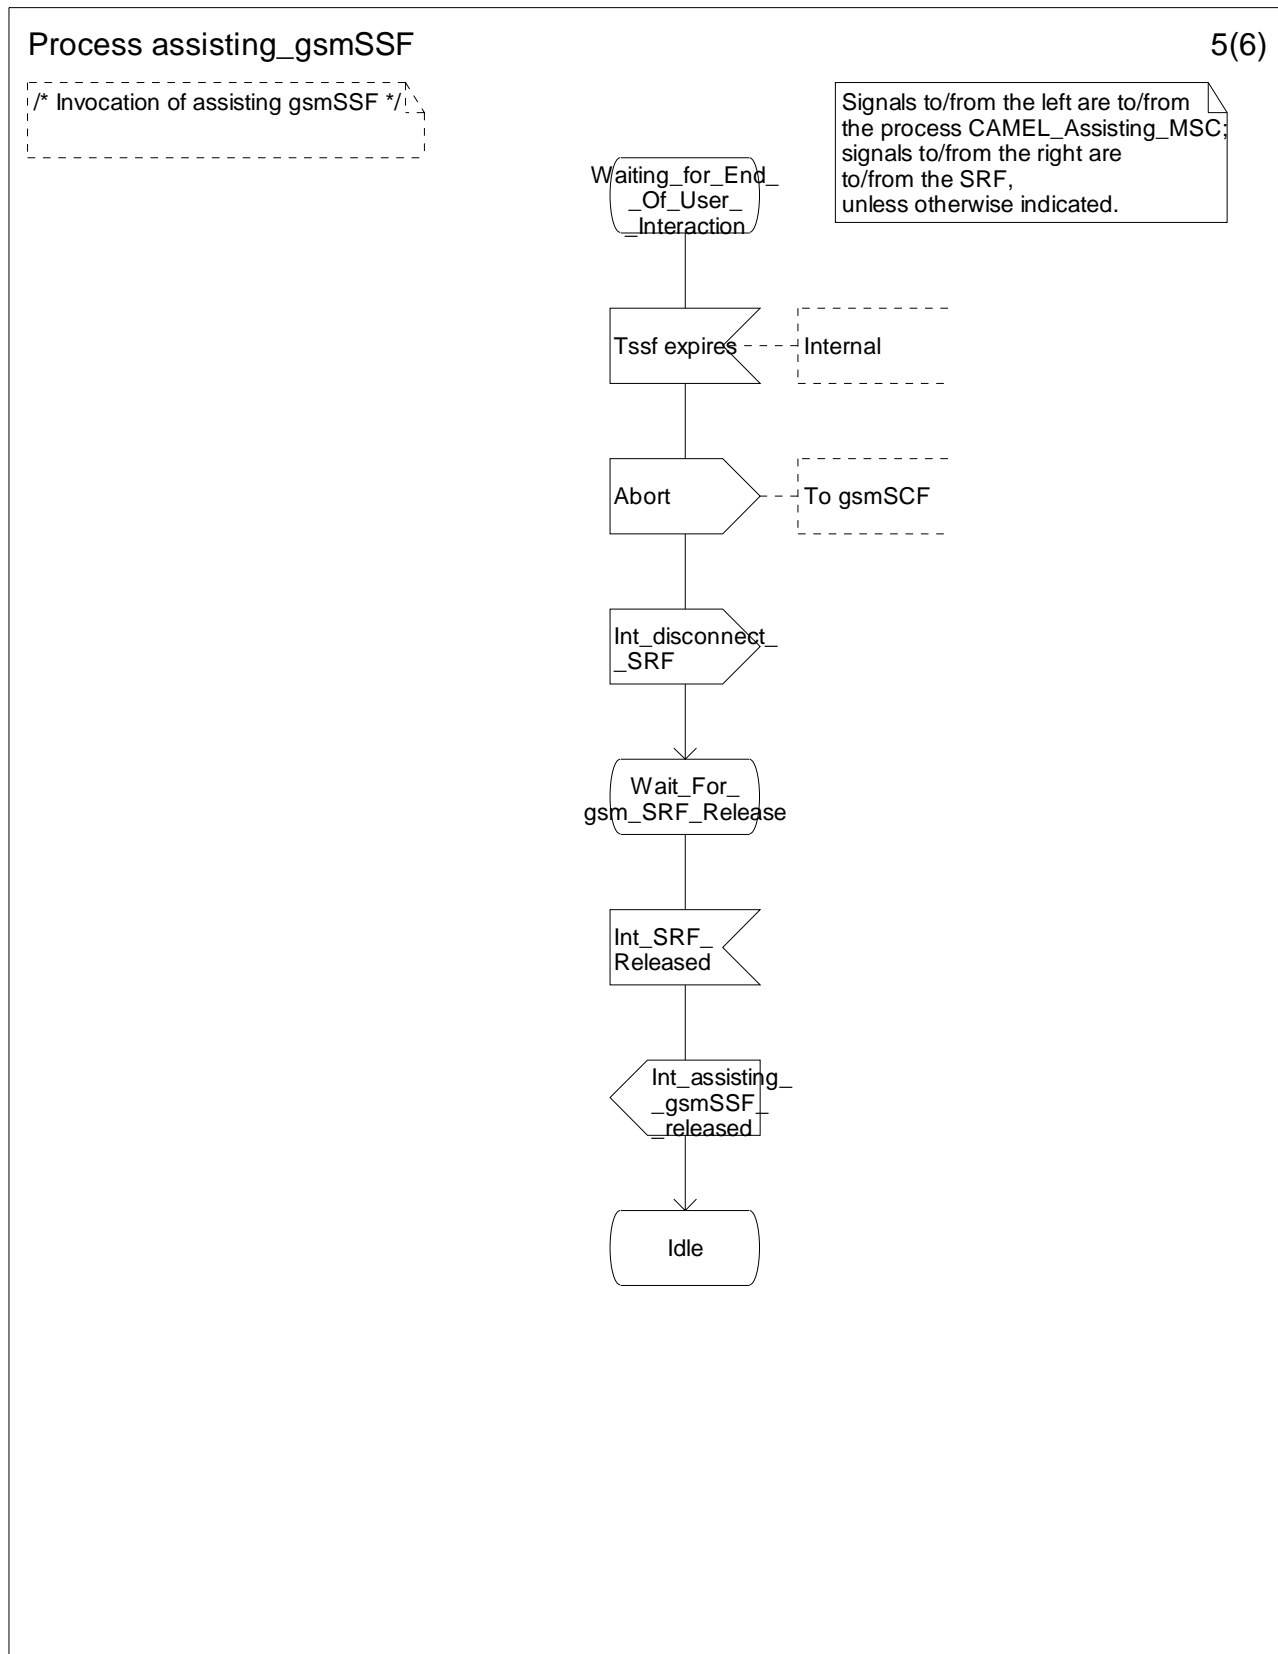 Process assisting_gsmSSF
5(6)
/* Invocation of assisting gsmSSF */
Signals to/from the left are to/from
the process CAMEL_Assisting_MSC;
signals to/from the right are
to/from the SRF,
unless otherwise indicated.
Waiting_for_End_
_Of_User_
_Interaction
Tssf expires
Internal
Abort
To gsmSCF
Int_disconnect_
_SRF
Wait_For_
gsm_SRF_Release
Int_SRF_
Released
Int_assisting_
_gsmSSF_
_released
Idle